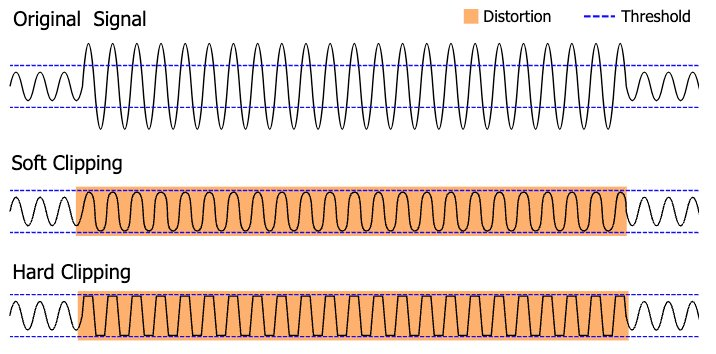 Original Signal
Distortion
Threshold
Soft Clipping
Hard Clipping